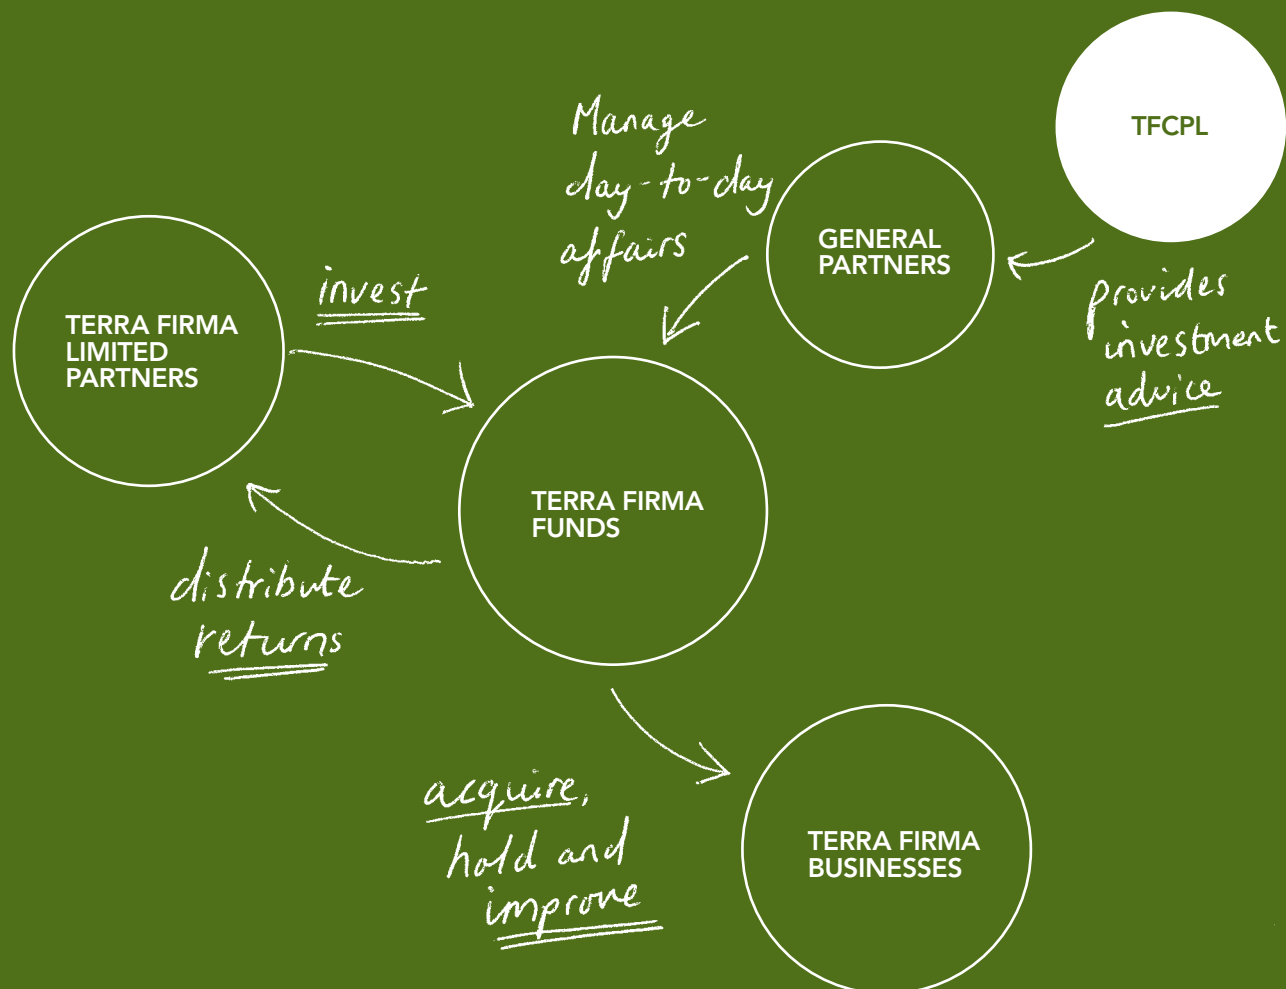 TFCPL
Manage
day-to-day
affairs
GENERAL
PARTNERS
provides
investment
advice
invest
TERRA FIRMA
LIMITED
PARTNERS
TERRA FIRMA
FUNDS
distribute
returns
acquire,
hold and
improve
TERRA FIRMA
BUSINESSES